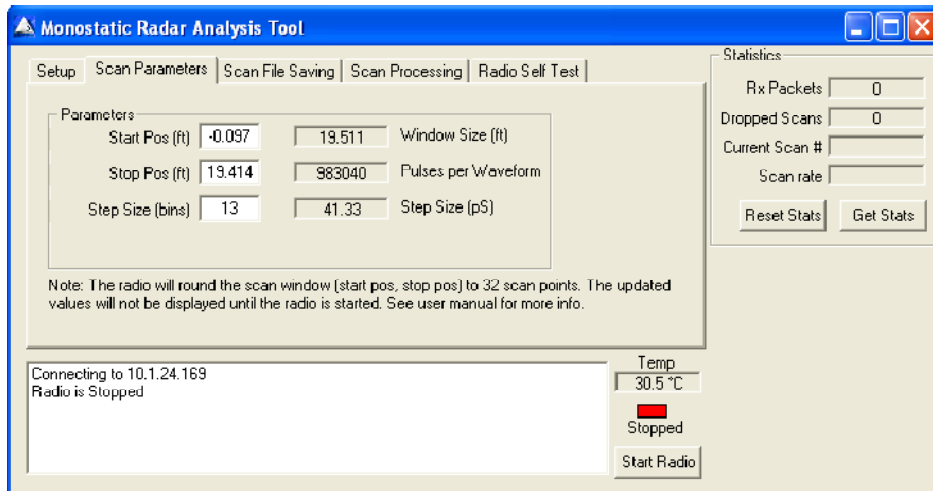 Monostatic Radar Analysis Tool
Setup Scan Parameters Scan File Saving Scan Processing Radio Self Test
Parameters
Start Pos (ft) -0.097 19.511 Window Size (ft)
Stop Pos (ft) 19.414 983040 Pulses per Waveform
Step Size (bins) 13 41.33 Step Size (pS)
Note: The radio will round the scan window (start pos, stop pos) to 32 scan points. The updated
values will not be displayed until the radio is started. See user manual for more info.
Statistics
Rx Packets 0
Dropped Scans 0
Current Scan #
Scan rate
Reset Stats Get Stats
Connecting to 10.1.24.169
Radio is Stopped
Temp
30.5 °C
Stopped
Start Radio